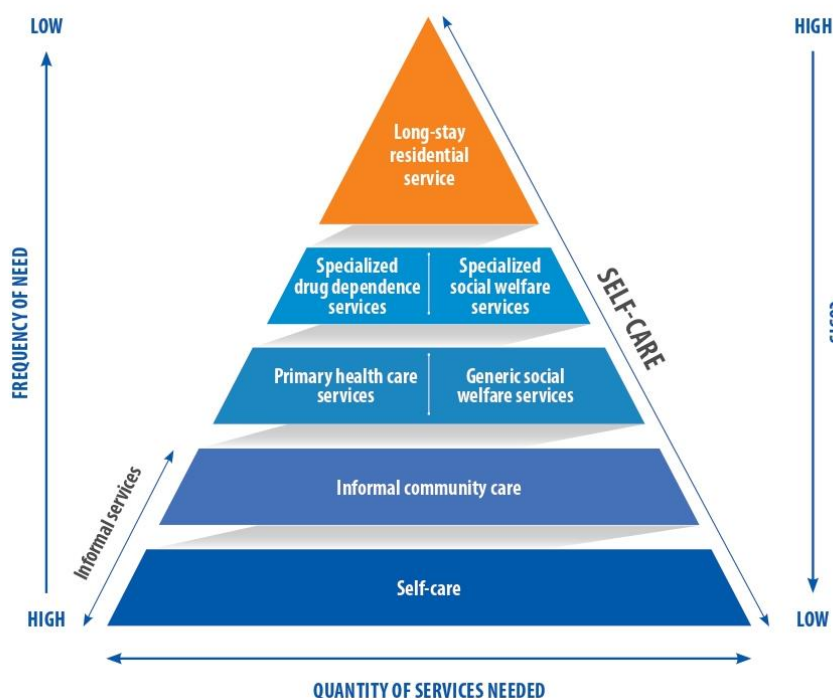 LOW
HIGH
Long-stay
residential
service
Specialized
drug dependence
services
Specialized
social welfare
services
FREQUENCY OF NEED
SELF-CARE
Primary health care
services
Generic social
welfare services
Informal services
Informal community care
Self-care
HIGH
LOW
QUANTITY OF SERVICES NEEDED